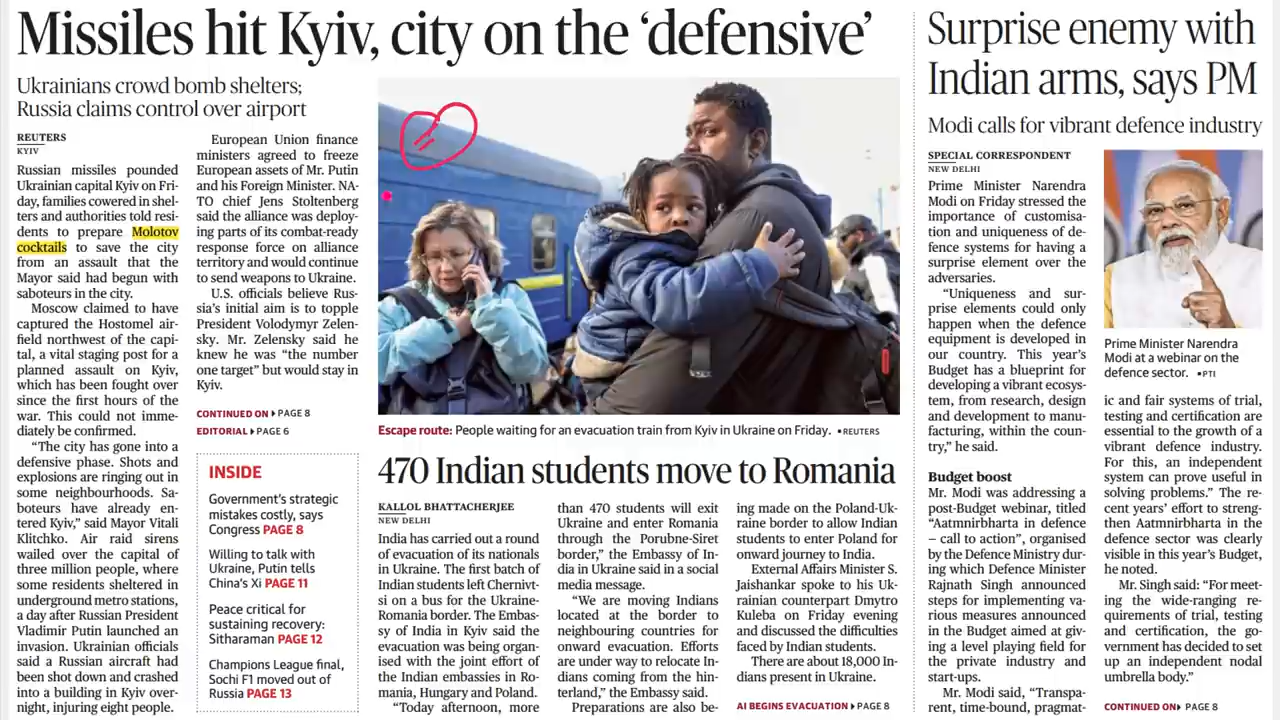 Missiles hit Kyiv, city on the ‘defensive’
Ukrainians crowd bomb shelters;
Russia claims control over airport
REUTERS
KYIV
Russian missiles pounded
Ukrainian capital Kyiv on Fri-
day, families cowered in shel-
ters and authorities told resi-
dents to prepare Molotov
cocktails to save the city
from an assault that the
Mayor said had begun with
saboteurs in the city.
Moscow claimed to have
captured the Hostomel air-
field northwest of the capi-
tal, a vital staging post for a
planned assault on Kyiv,
which has been fought over
since the first hours of the
war. This could not imme-
diately be confirmed.
“The city has gone into a
defensive phase. Shots and
explosions are ringing out in
some neighbourhoods. Sa-
boteurs have already en-
tered Kyiv,” said Mayor Vitali
Klitchko. Air raid sirens
wailed over the capital of
three million people, where
some residents sheltered in
underground metro stations,
a day after Russian President
Vladimir Putin launched an
invasion. Ukrainian officials
said a Russian aircraft had
been shot down and crashed
into a building in Kyiv over-
night, injuring eight people.
European Union finance
ministers agreed to freeze
European assets of Mr. Putin
and his Foreign Minister. NA-
TO chief Jens Stoltenberg
said the alliance was deploy-
ing parts of its combat-ready
response force on alliance
territory and would continue
to send weapons to Ukraine.
U.S. officials believe Rus-
sia’s initial aim is to topple
President Volodymyr Zelen-
sky. Mr. Zelensky said he
knew he was “the number
one target” but would stay in
Kyiv.
CONTINUED ON PAGE 8
EDITORIAL PAGE 6
INSIDE
Government’s strategic
mistakes costly, says
Congress PAGE 8
Willing to talk with
Ukraine, Putin tells
China’s Xi PAGE 11
Peace critical for
sustaining recovery:
Sitharaman PAGE 12
Champions League final,
Sochi F1 moved out of
Russia PAGE 13
Escape route: People waiting for an evacuation train from Kyiv in Ukraine on Friday. ▪REUTERS
470 Indian students move to Romania
KALLOL BHATTACHERJEE
NEW DELHI
India has carried out a round
of evacuation of its nationals
in Ukraine. The first batch of
Indian students left Chernivt-
si on a bus for the Ukraine-
Romania border. The Embas-
sy of India in Kyiv said the
evacuation was being organ-
ised with the joint effort of
the Indian embassies in Ro-
mania, Hungary and Poland.
“Today afternoon, more
than 470 students will exit
Ukraine and enter Romania
through the Porubne-Siret
border,” the Embassy of In-
dia in Ukraine said in a social
media message.
“We are moving Indians
located at the border to
neighbouring countries for
onward evacuation. Efforts
are under way to relocate In-
dians coming from the hin-
terland,” the Embassy said.
Preparations are also be-
ing made on the Poland-Uk-
raine border to allow Indian
students to enter Poland for
onward journey to India.
External Affairs Minister S.
Jaishankar spoke to his Uk-
rainian counterpart Dmytro
Kuleba on Friday evening
and discussed the difficulties
faced by Indian students.
There are about 18,000 In-
dians present in Ukraine.
AI BEGINS EVACUATION PAGE 8
Surprise enemy with
Indian arms, says PM
Modi calls for vibrant defence industry
SPECIAL CORRESPONDENT
NEW DELHI
Prime Minister Narendra
Modi on Friday stressed the
importance of customisa-
tion and uniqueness of de-
fence systems for having a
surprise element over the
adversaries.
“Uniqueness and sur-
prise elements could only
happen when the defence
equipment is developed in
our country. This year’s
Budget has a blueprint for
developing a vibrant ecosys-
tem, from research, design
and development to manu-
facturing, within the coun-
try,” he said.
Budget boost
Mr. Modi was addressing a
post-Budget webinar, titled
“Aatmnirbharta in defence
– call to action”, organised
by the Defence Ministry dur-
ing which Defence Minister
Rajnath Singh announced
steps for implementing va-
rious measures announced
in the Budget aimed at giv-
ing a level playing field for
the private industry and
start-ups.
Mr. Modi said, “Transpa-
rent, time-bound, pragmat-
Prime Minister Narendra
Modi at a webinar on the
defence sector. ▪PTI
ic and fair systems of trial,
testing and certification are
essential to the growth of a
vibrant defence industry.
For this, an independent
system can prove useful in
solving problems.” The re-
cent years’ effort to streng-
then Aatmnirbharta in the
defence sector was clearly
visible in this year’s Budget,
he noted.
Mr. Singh said: “For meet-
ing the wide-ranging re-
quirements of trial, testing
and certification, the go-
vernment has decided to set
up an independent nodal
umbrella body.”
CONTINUED ON PAGE 8